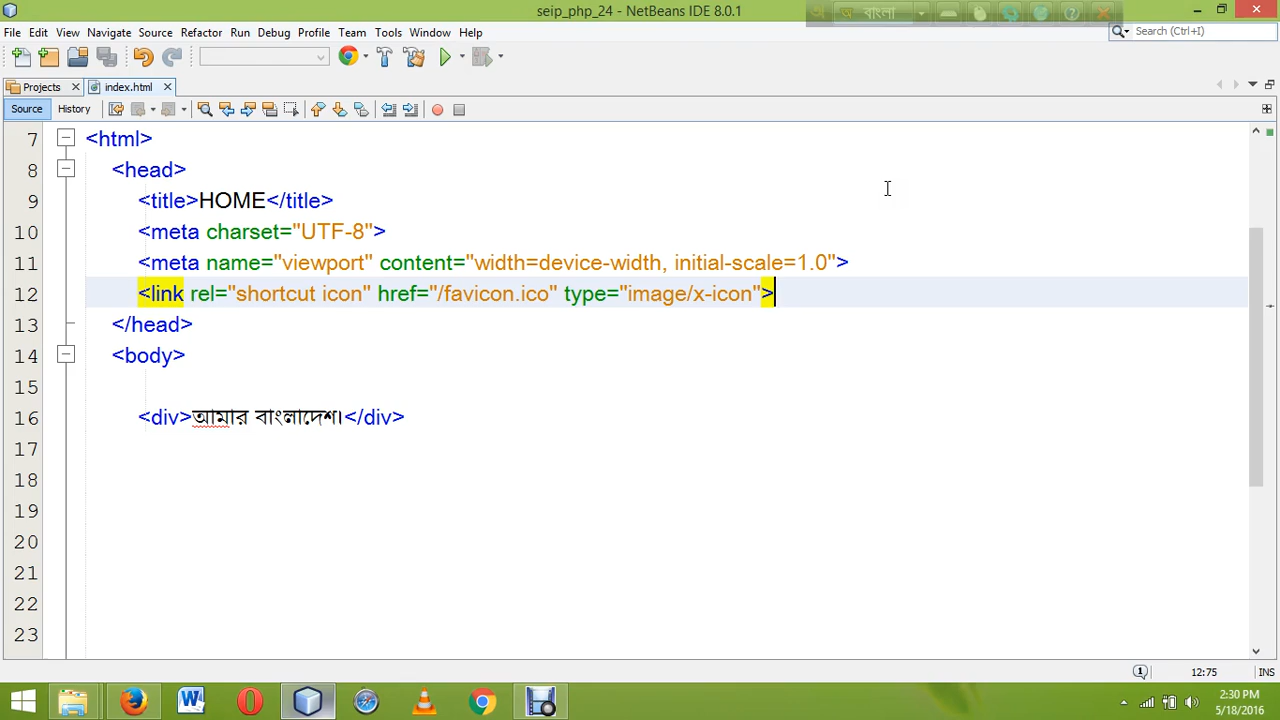 seip_php_24 - NetBeans IDE 8.0.1
অ বাংলা
File Edit View Navigate Source Refactor Run Debug Profile Team Tools Window Help
Search (Ctrl+I)
Projects index.html
Source History
7 <html>
8 <head>
9 <title>HOME</title>
10 <meta charset="UTF-8">
11 <meta name="viewport" content="width=device-width, initial-scale=1.0">
12 <link rel="shortcut icon" href="/favicon.ico" type="image/x-icon">
13 </head>
14 <body>
15
16 <div>আমার বাংলাদেশ।</div>
17
18
19
20
21
22
23
1 12:75 INS
2:30 PM
5/18/2016